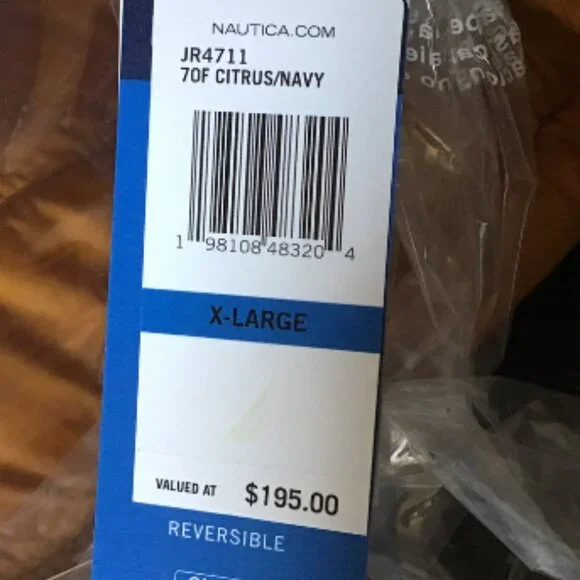 NAUTICA.COM
JR4711
70F CITRUS/NAVY
1 98108 48320 4
X-LARGE
VALUED AT $195.00
REVERSIBLE